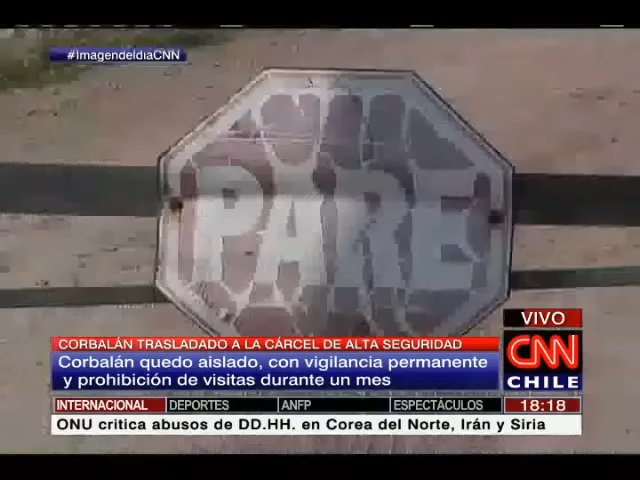 #ImagendeldíaCNN
PARE
VIVO
CORBALÁN TRASLADADO A LA CÁRCEL DE ALTA SEGURIDAD
Corbalán quedo aislado, con vigilancia permanente
y prohibición de visitas durante un mes
CNN
CHILE
INTERNACIONAL DEPORTES ANFP ESPECTÁCULOS 18:18
ONU critica abusos de DD.HH. en Corea del Norte, Irán y Siria